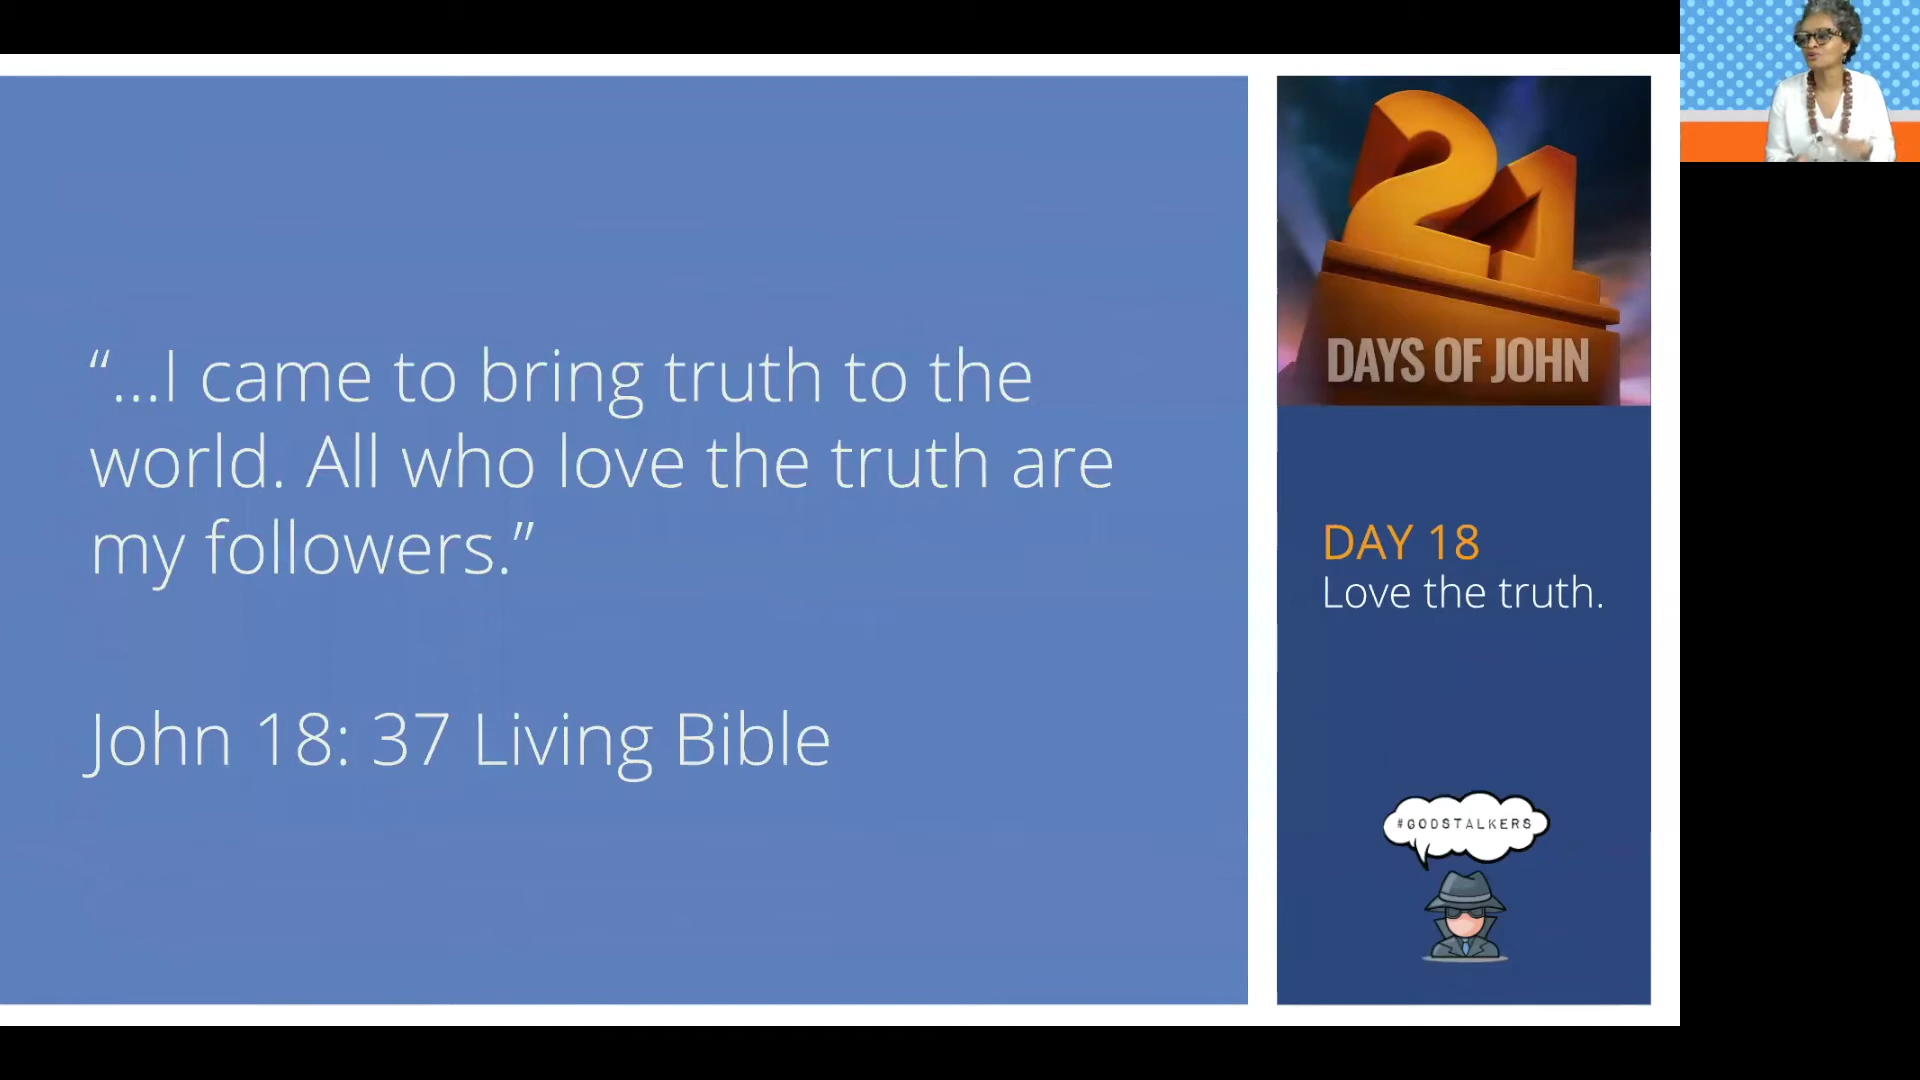 “...I came to bring truth to the
world. All who love the truth are
my followers.”
John 18: 37 Living Bible
21
DAYS OF JOHN
DAY 18
Love the truth.
#GODSTALKERS